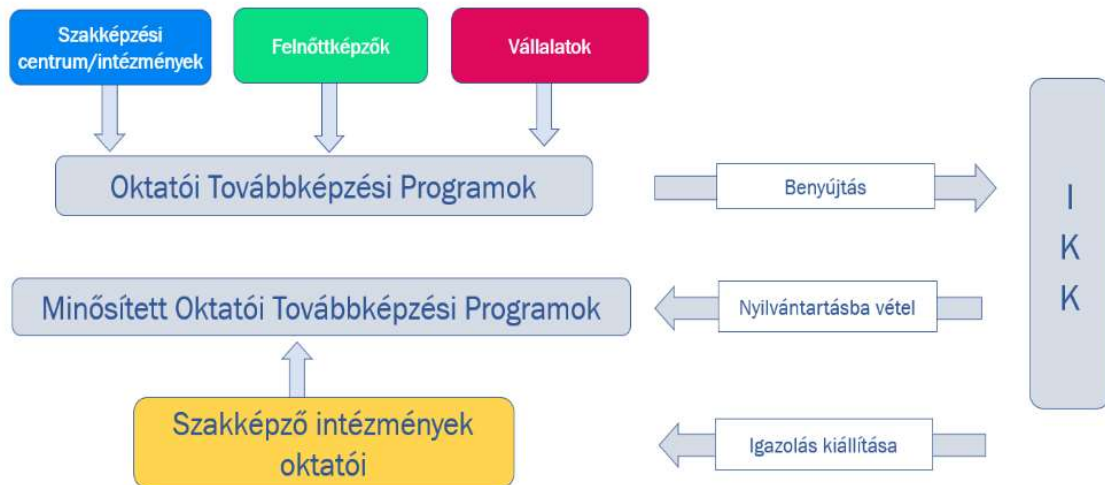 Szakképzési
centrum/intézmények
Felnőttképzők
Vállalatok
Oktatói Továbbképzési Programok
Benyújtás
I
K
K
Minősített Oktatói Továbbképzési Programok
Nyilvántartásba vétel
Szakképző intézmények
oktatói
Igazolás kiállítása